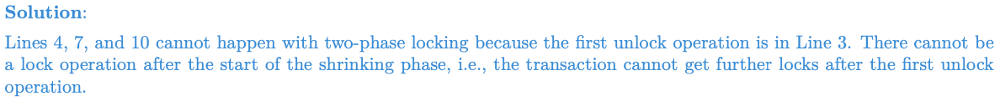 Solution:
Lines 4, 7, and 10 cannot happen with two-phase locking because the first unlock operation is in Line 3. There cannot be
a lock operation after the start of the shrinking phase, i.e., the transaction cannot get further locks after the first unlock
operation.